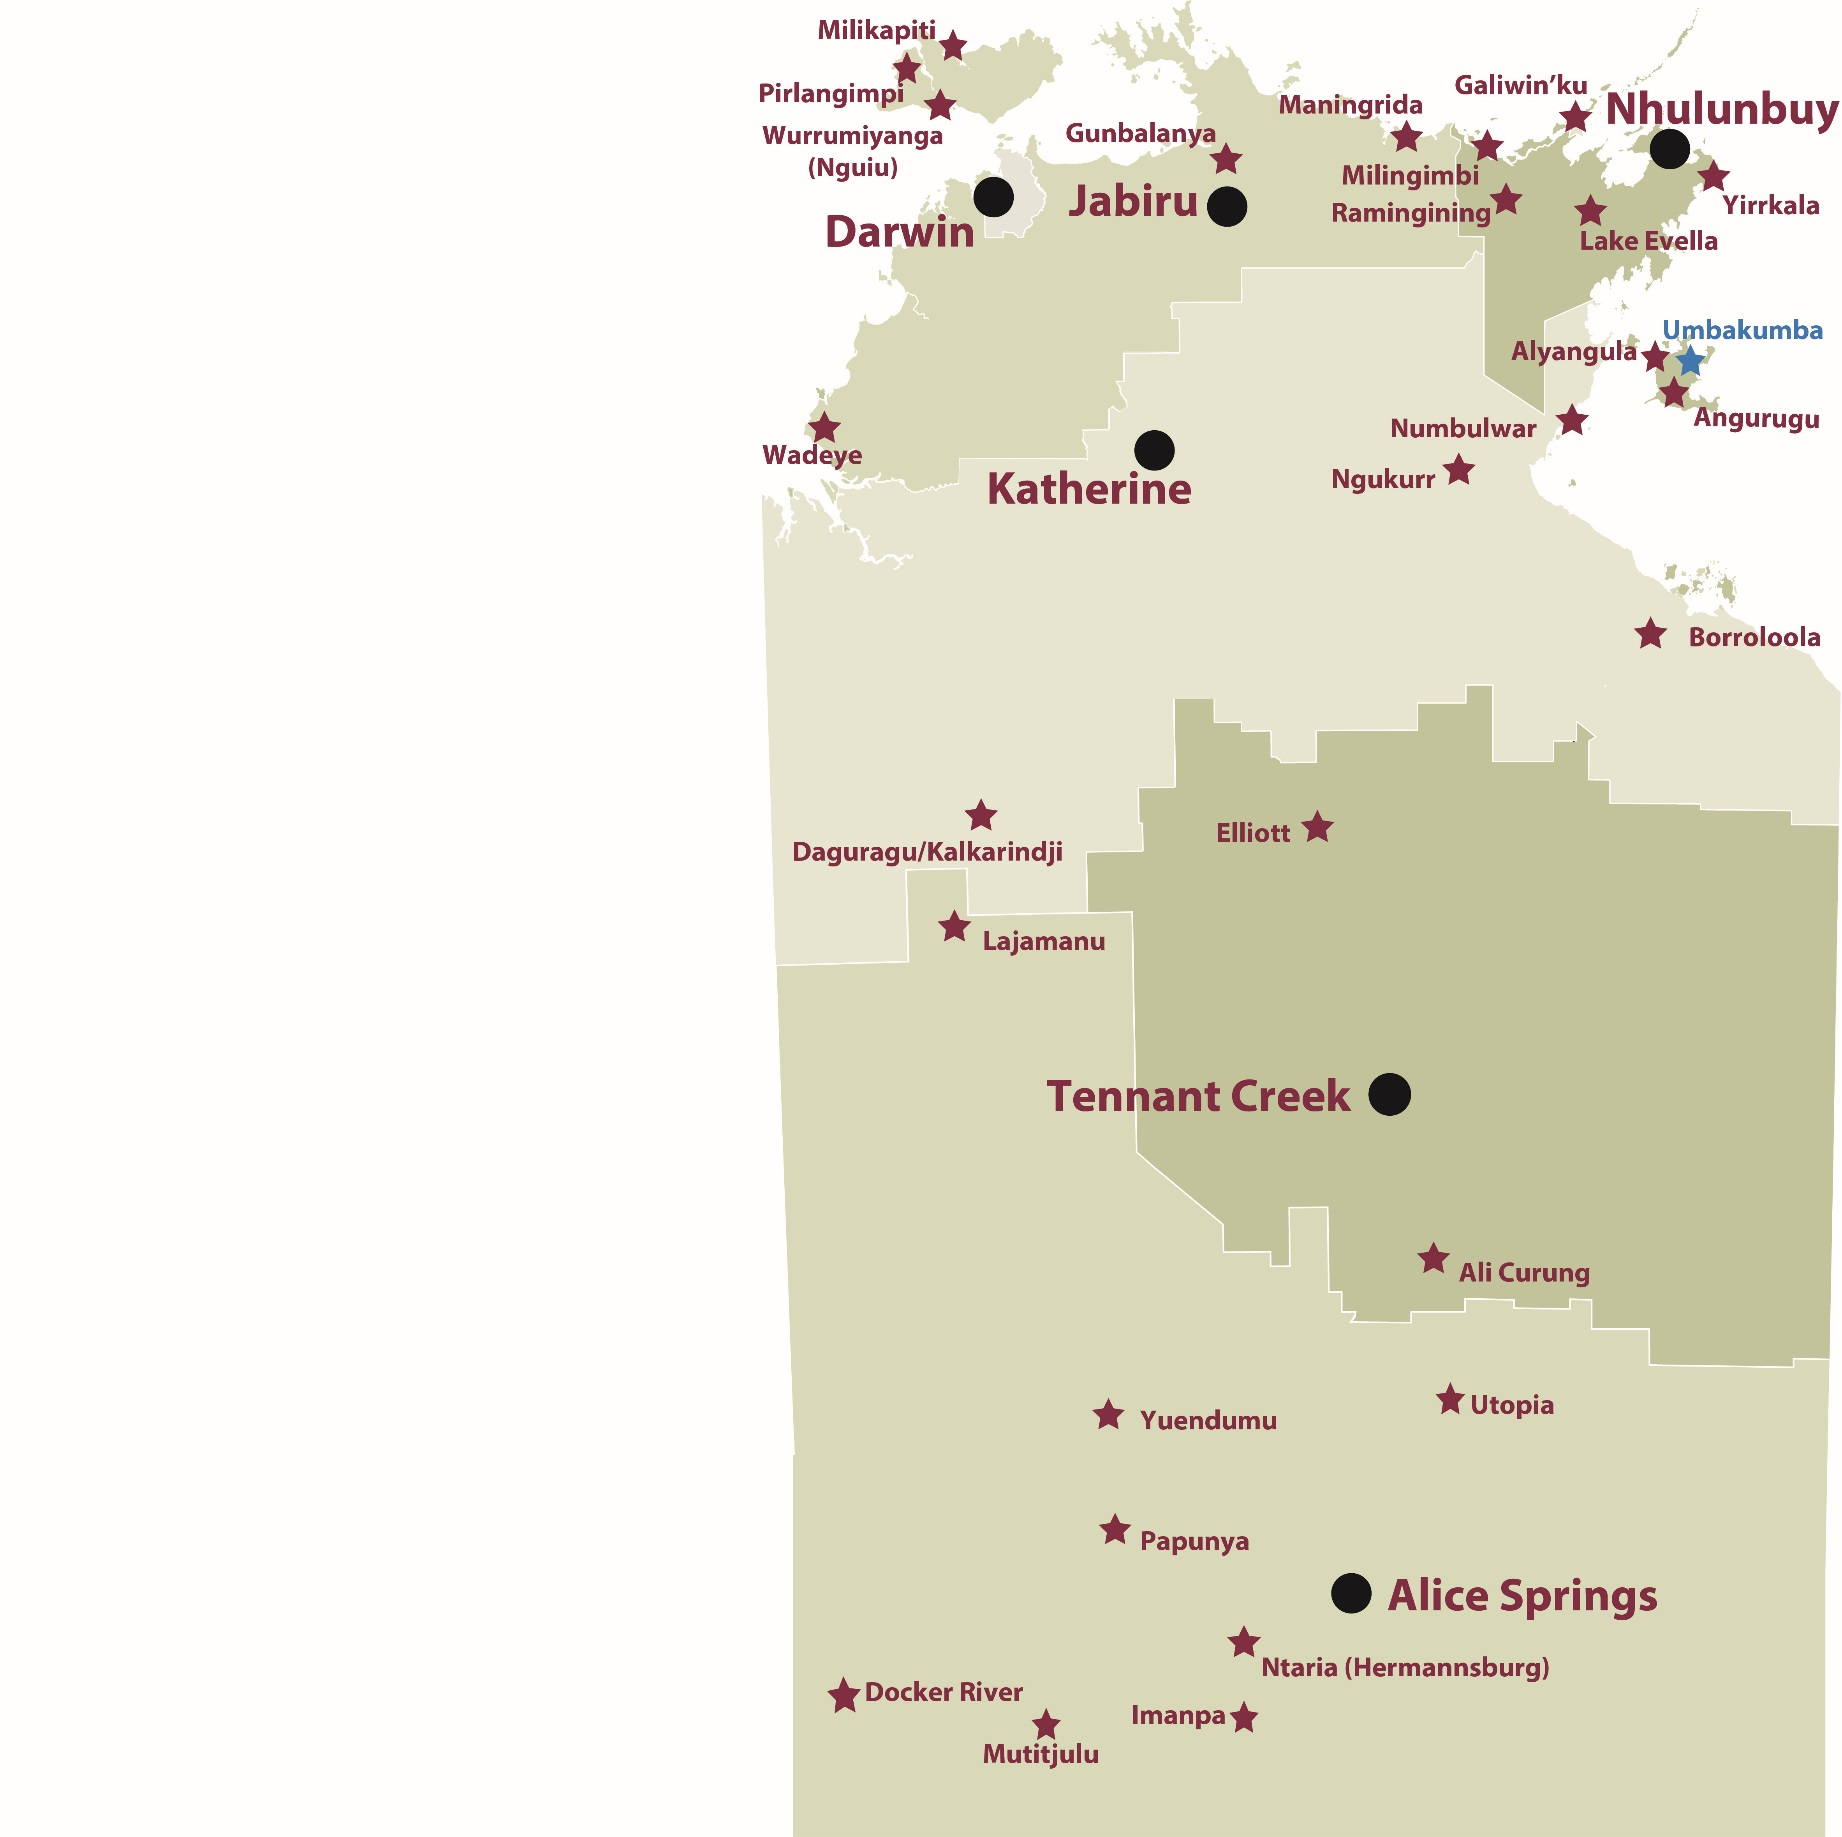 Milikapiti
Pirlangimpi
Wurrumiyanga
(Nguiu)
Galiwin’ku
Nhulunbuy
Maningrida
Gunbalanya
Milingimbi
Jabiru
Ramingining
Yirrkala
Darwin
Lake Evella
Umbakumba
Alyangula
Angurugu
Numbulwar
Wadeye
Ngukurr
Katherine
Borroloola
Elliott
Daguragu/Kalkarindji
Lajamanu
Tennant Creek
Ali Curung
Utopia
Yuendumu
Papunya
Alice Springs
Ntaria (Hermannsburg)
Docker River
Imanpa
Mutitjulu